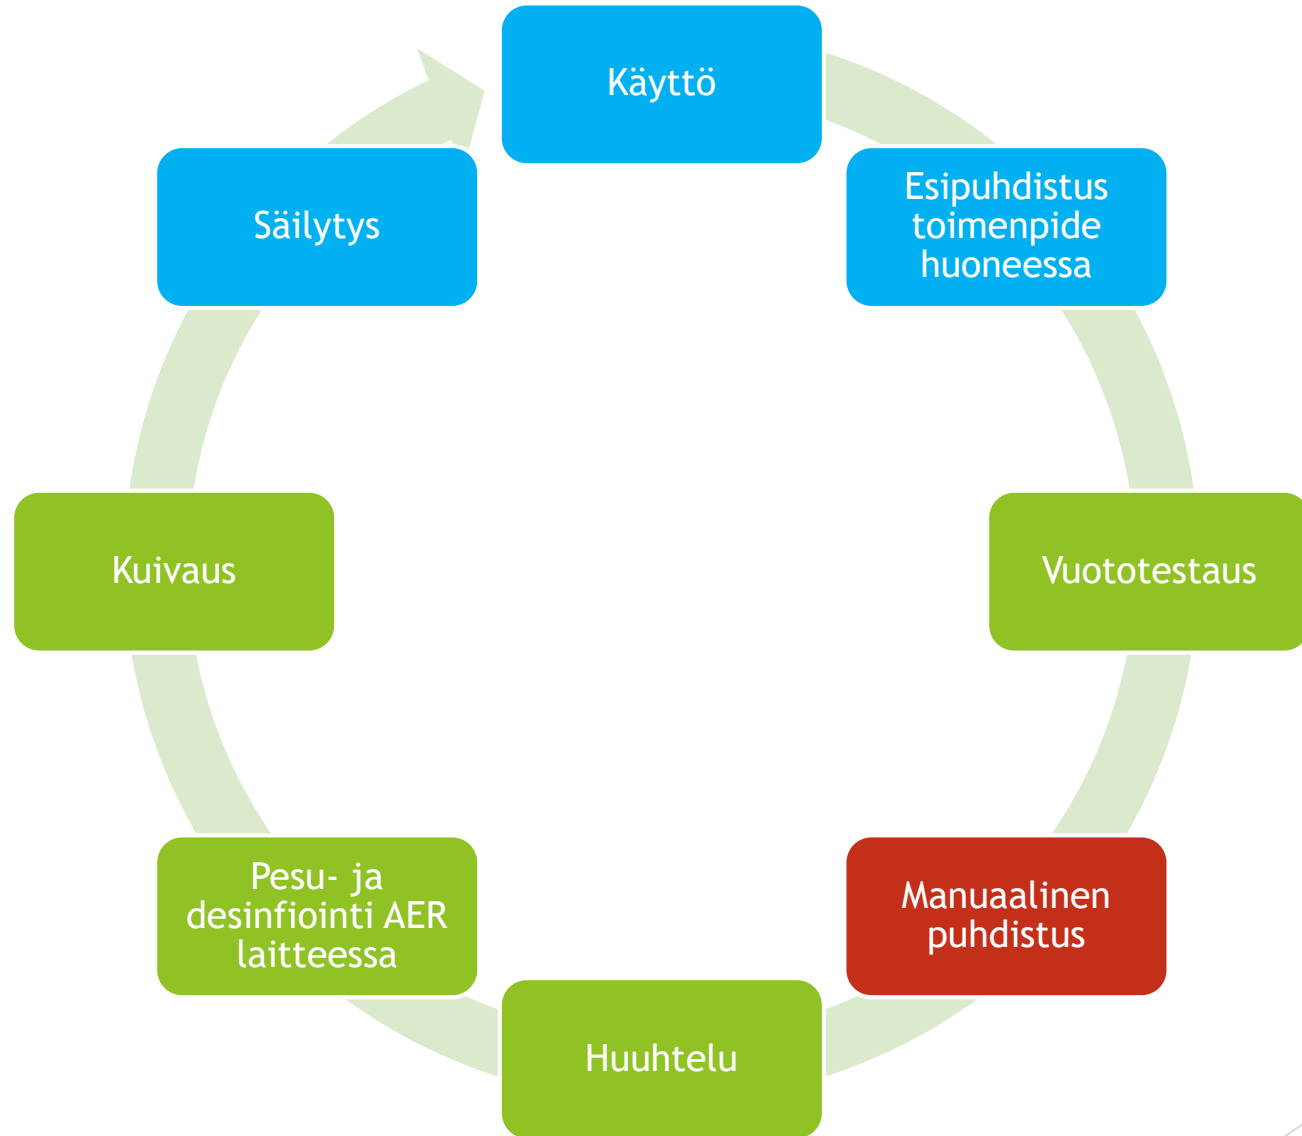 Käyttö
Esipuhdistus
toimenpide
huoneessa
Vuototestaus
Manuaalinen
puhdistus
Huuhtelu
Pesu- ja
desinfiointi AER
laitteessa
Kuivaus
Säilytys